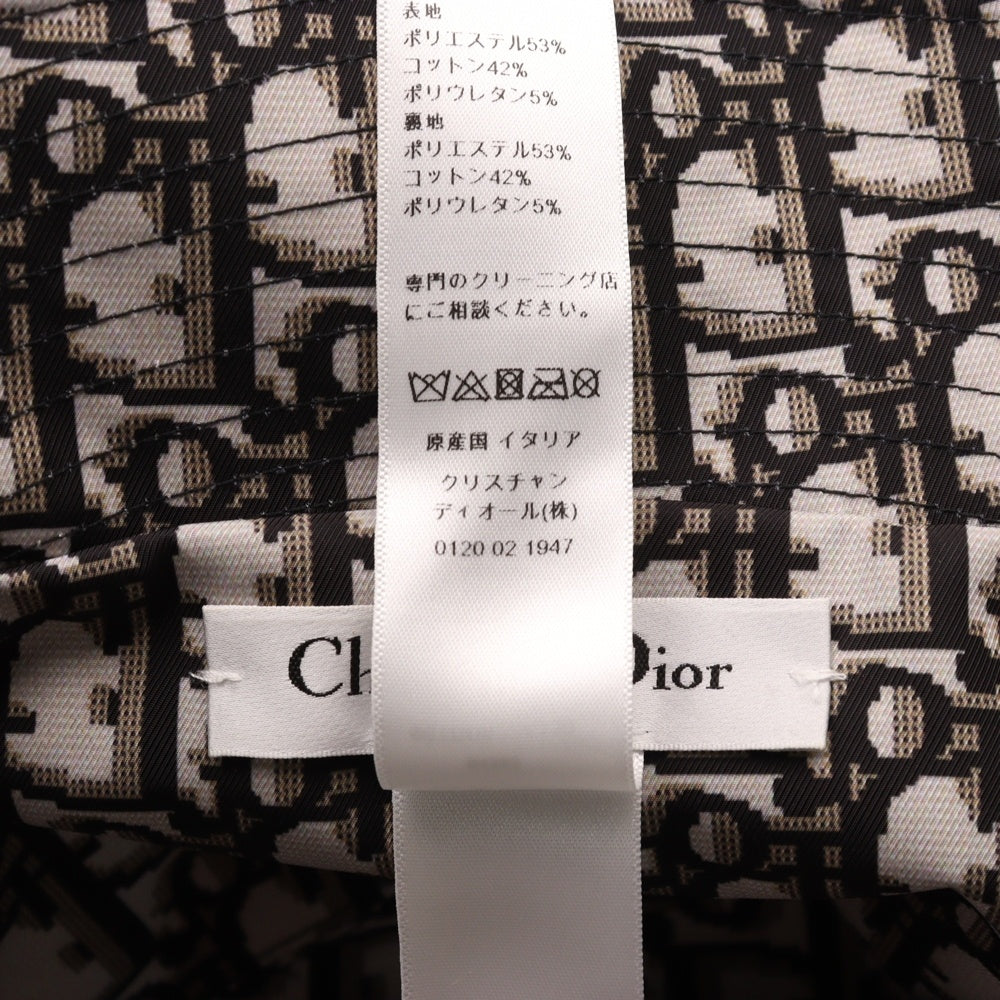 表地
ポリエステル53%
コットン42%
ポリウレタン5%
裏地
ポリエステル53%
コットン42%
ポリウレタン5%
専門のクリーニング店
にご相談ください。
原産国 イタリア
クリスチャン
ディオール(株)
0120 02 1947
Ch Dior